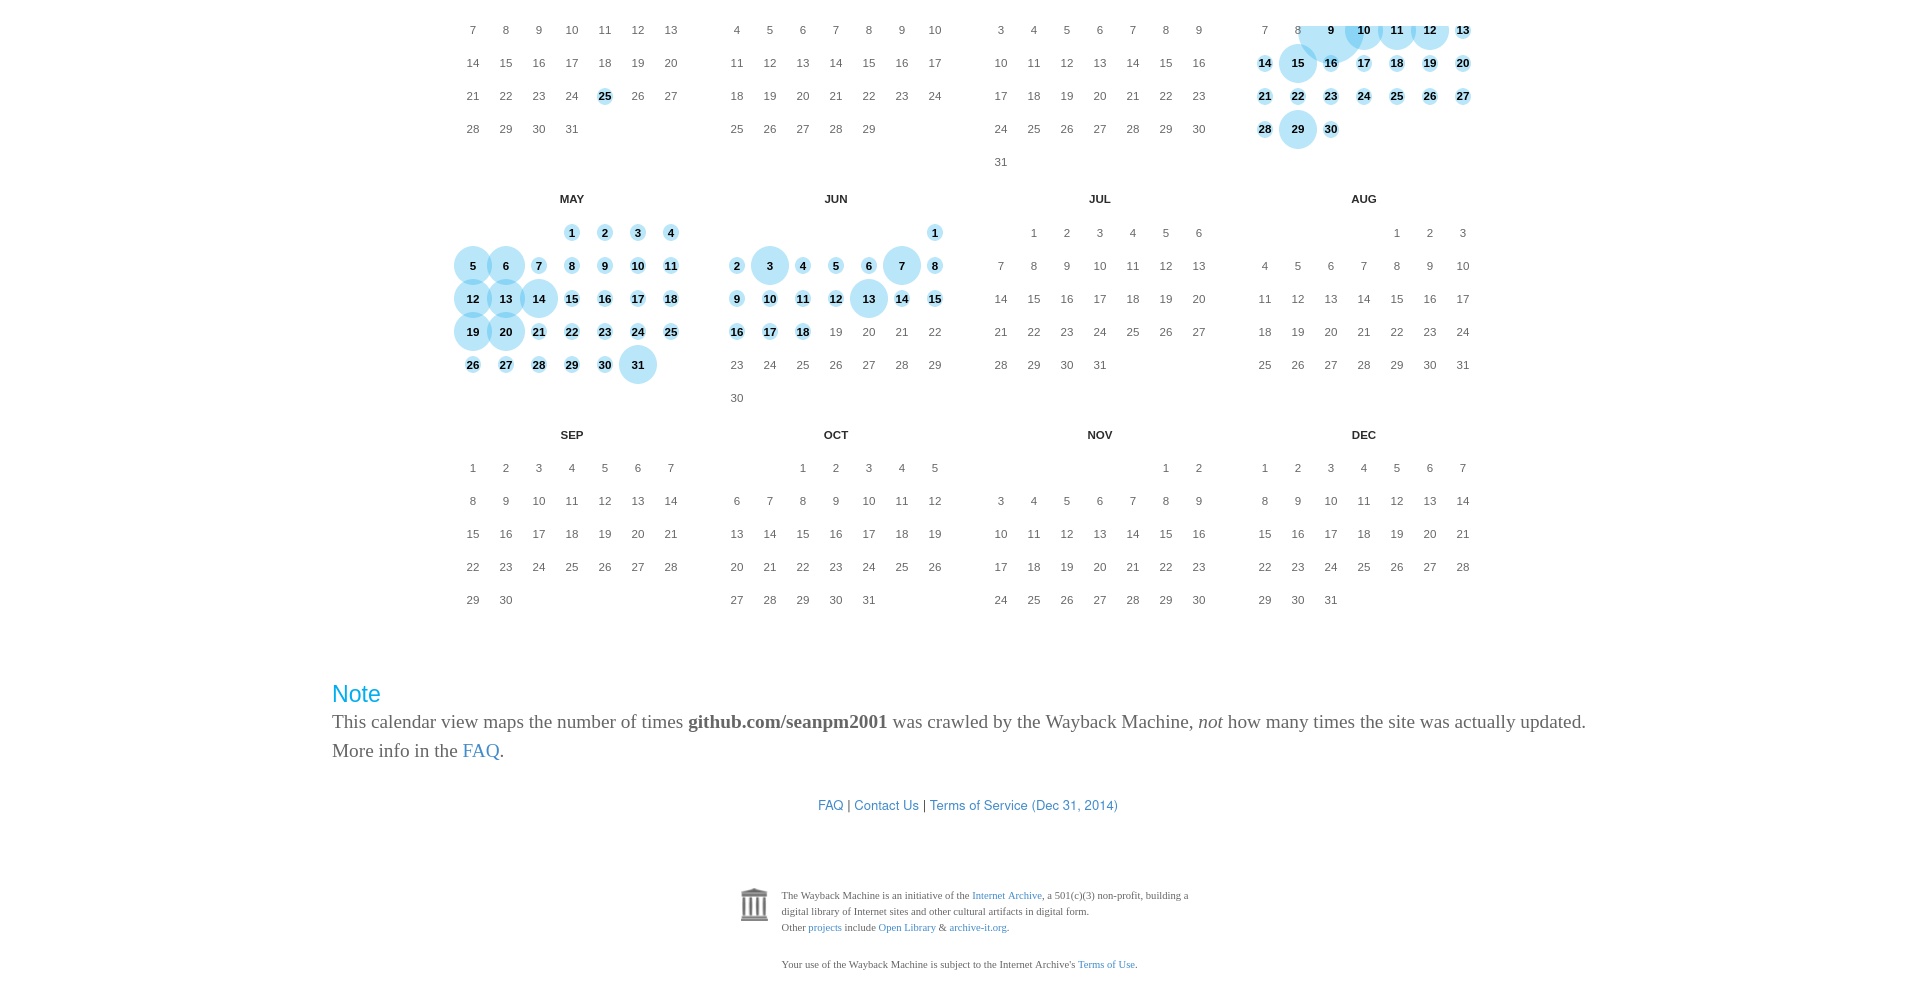 7 8 9 10 11 12 13 4 5 6 7 8 9 10 3 4 5 6 7 8 9 7 8 9 10 11 12 13
14 15 16 17 18 19 20 11 12 13 14 15 16 17 10 11 12 13 14 15 16 14 15 16 17 18 19 20
21 22 23 24 25 26 27 18 19 20 21 22 23 24 17 18 19 20 21 22 23 21 22 23 24 25 26 27
28 29 30 31 25 26 27 28 29 24 25 26 27 28 29 30 28 29 30
31
MAY JUN JUL AUG
1 2 3 4 1 1 2 3 4 5 6 1 2 3
5 6 7 8 9 10 11 2 3 4 5 6 7 8 7 8 9 10 11 12 13 4 5 6 7 8 9 10
12 13 14 15 16 17 18 9 10 11 12 13 14 15 14 15 16 17 18 19 20 11 12 13 14 15 16 17
19 20 21 22 23 24 25 16 17 18 19 20 21 22 21 22 23 24 25 26 27 18 19 20 21 22 23 24
26 27 28 29 30 31 23 24 25 26 27 28 29 28 29 30 31 25 26 27 28 29 30 31
30
SEP OCT NOV DEC
1 2 3 4 5 6 7 1 2 3 4 5 1 2 1 2 3 4 5 6 7
8 9 10 11 12 13 14 6 7 8 9 10 11 12 3 4 5 6 7 8 9 8 9 10 11 12 13 14
15 16 17 18 19 20 21 13 14 15 16 17 18 19 10 11 12 13 14 15 16 15 16 17 18 19 20 21
22 23 24 25 26 27 28 20 21 22 23 24 25 26 17 18 19 20 21 22 23 22 23 24 25 26 27 28
29 30 27 28 29 30 31 24 25 26 27 28 29 30 29 30 31
Note
This calendar view maps the number of times github.com/seanpm2001 was crawled by the Wayback Machine, not how many times the site was actually updated.
More info in the FAQ.
FAQ | Contact Us | Terms of Service (Dec 31, 2014)
The Wayback Machine is an initiative of the Internet Archive, a 501(c)(3) non-profit, building a
digital library of Internet sites and other cultural artifacts in digital form.
Other projects include Open Library & archive-it.org.
Your use of the Wayback Machine is subject to the Internet Archive's Terms of Use.